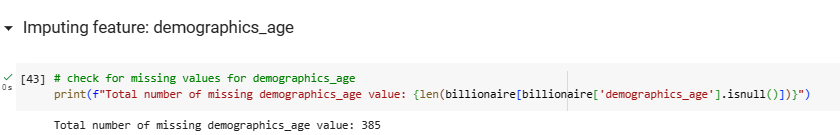 Imputing feature: demographics_age
[43] # check for missing values for demographics_age
0s print(f"Total number of missing demographics_age value: {len(billionaire[billionaire['demographics_age'].isnull()])}")
Total number of missing demographics_age value: 385